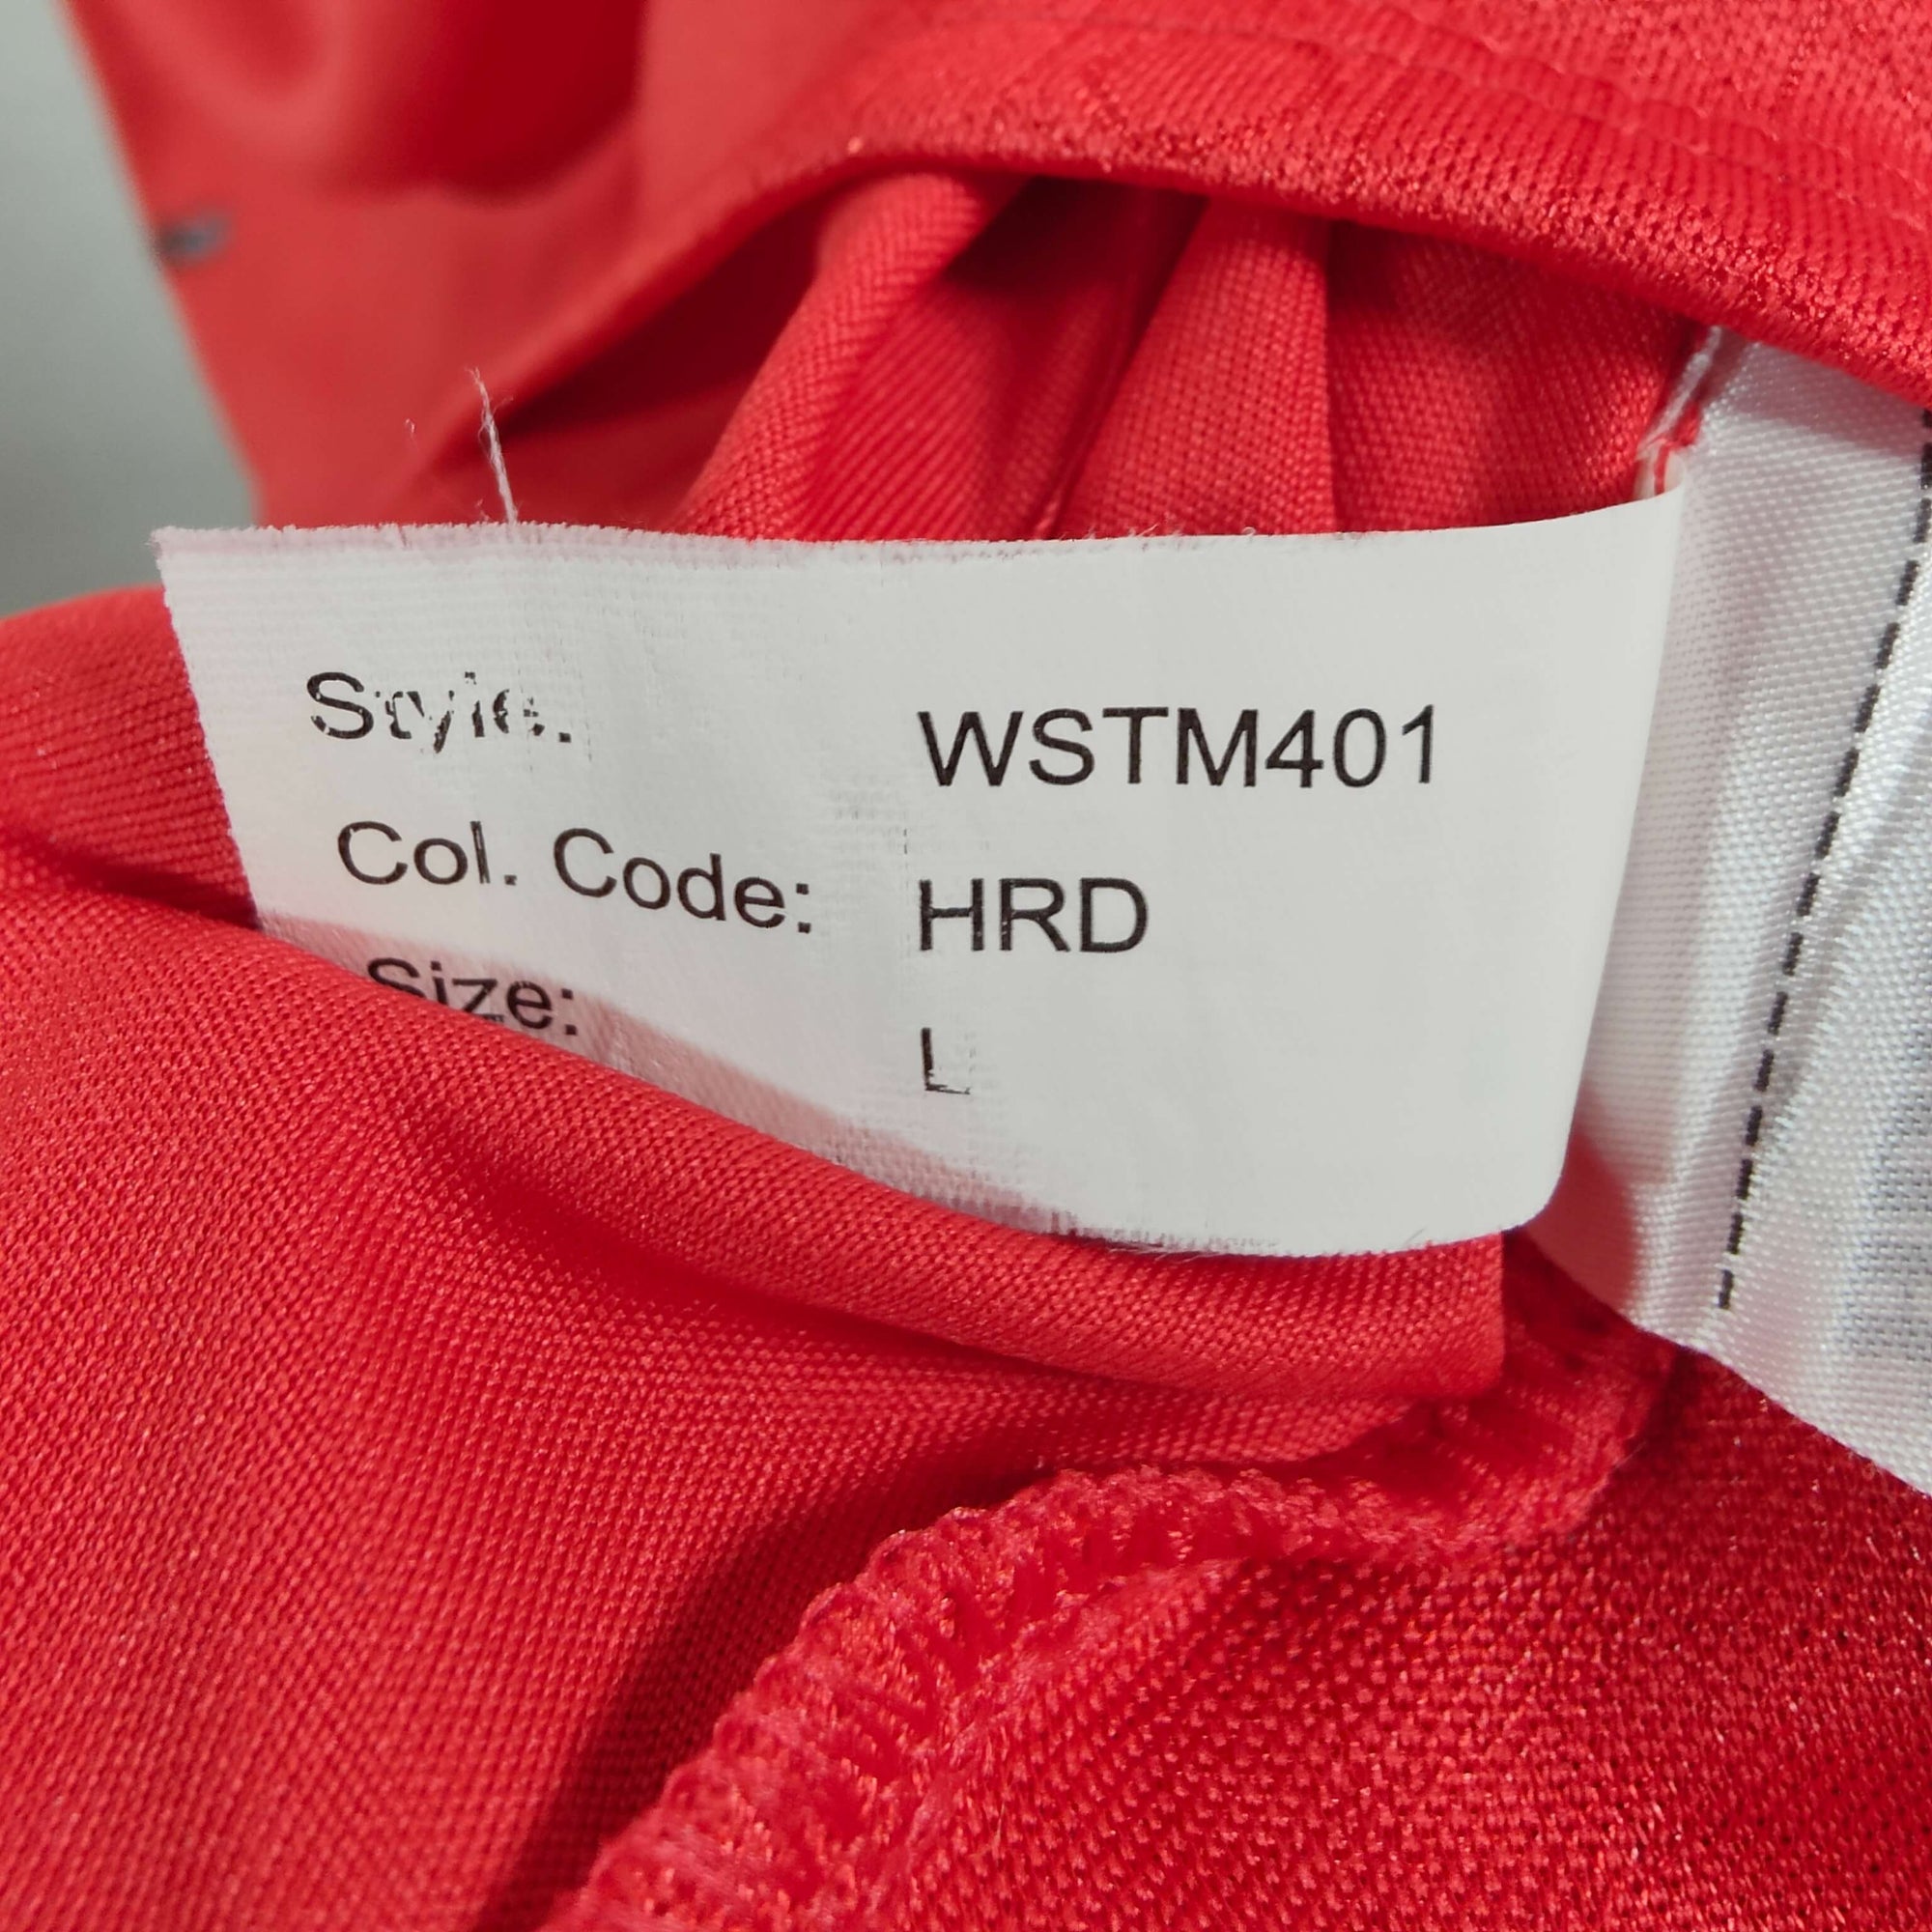 Style. WSTM401
Col. Code: HRD
Size: L